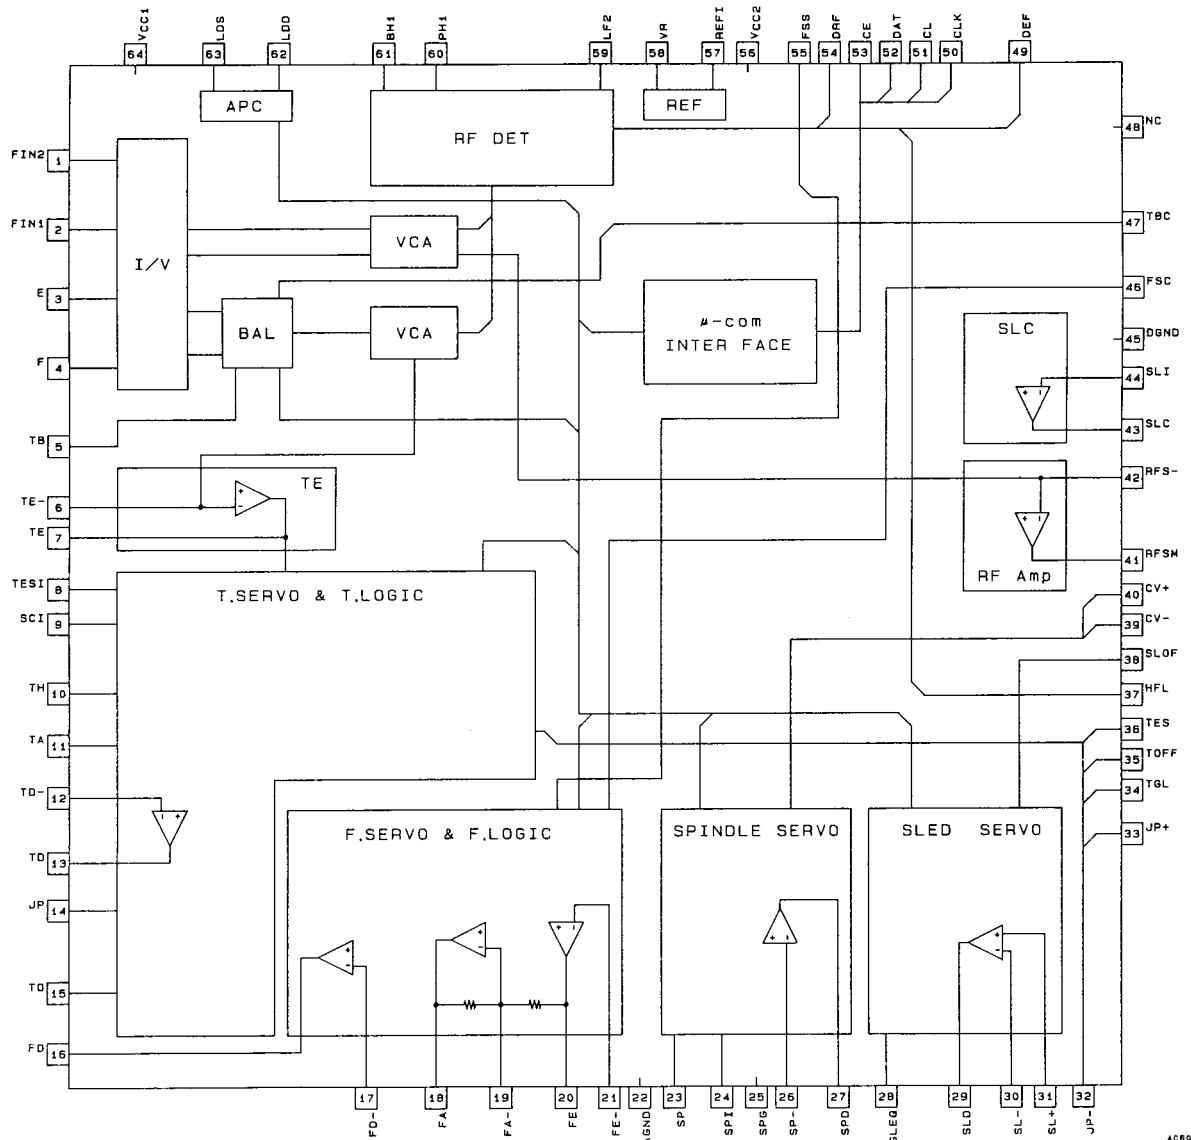 VCC1
LDS
LDD
BH1
PH1
LF2
VR
REFI
VCC2
FSS
DRF
CE
DAT
CL
CLK
DEF
64
63
62
61
60
59
58
57
56
55
54
53
52
51
50
49
APC
RF DET
REF
NC
48
FIN2
1
FIN1
2
TBC
47
VCA
I/V
FSC
46
E
3
BAL
VCA
μ-com
INTER FACE
SLC
DGND
45
F
4
SLI
44
+ -
SLC
43
TB
5
TE
RFS-
42
TE-
6
+
-
TE
7
+ -
RFSM
41
RF Amp
TESI
8
T.SERVO & T.LOGIC
CV+
40
SCI
9
CV-
39
SLOF
38
TH
10
HFL
37
TA
11
TES
36
TOFF
35
TD-
12
TGL
34
- +
F.SERVO & F.LOGIC
SPINDLE SERVO
SLED SERVO
JP+
33
TD
13
JP
14
+ -
+
-
+
-
+ -
+
-
TO
15
FD
16
17
18
19
20
21
22
23
24
25
26
27
28
29
30
31
32
FD-
FA
FA-
FE
FE-
AGND
SP
SPI
SPG
SP-
SPD
SLEQ
SLD
SL-
SL+
JP-